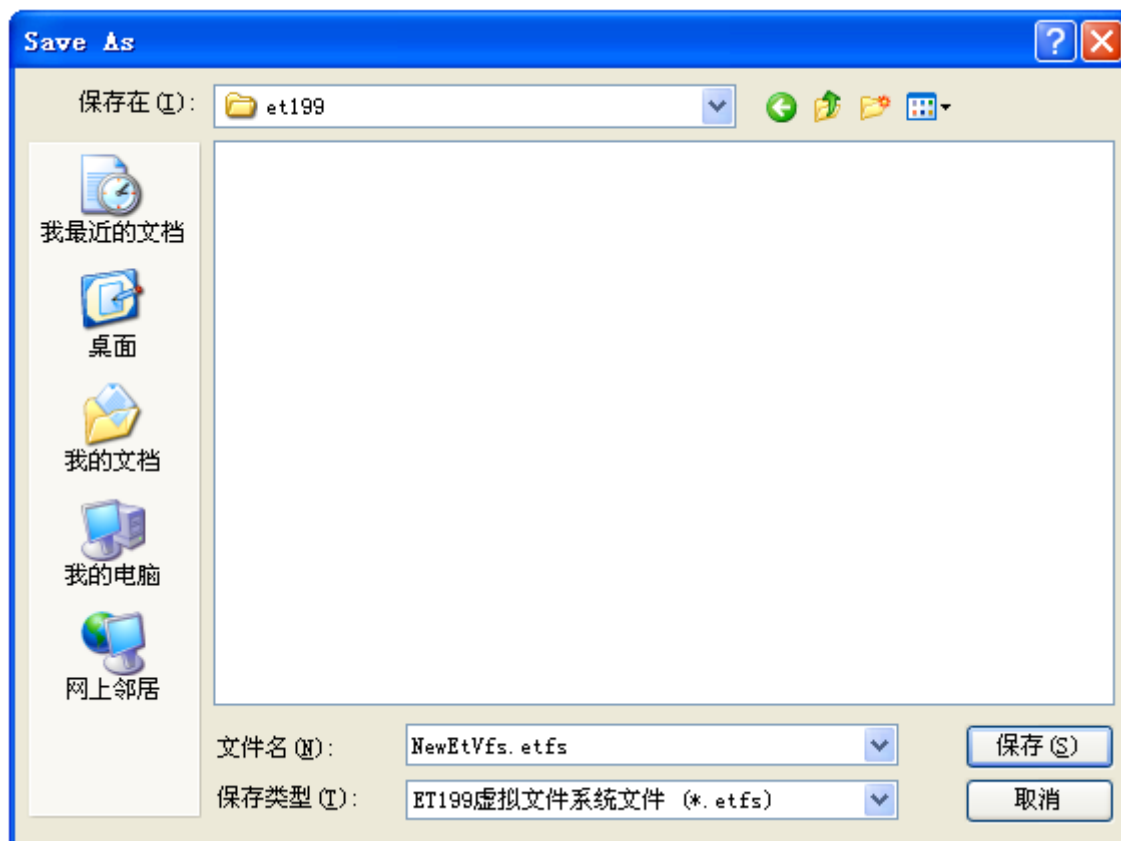 Save As
保存在(I):
et199
我最近的文档
桌面
我的文档
我的电脑
网上邻居
文件名(N):
NewEtVfs.etfs
保存(S)
保存类型(T):
ET199虚拟文件系统文件 (*.etfs)
取消